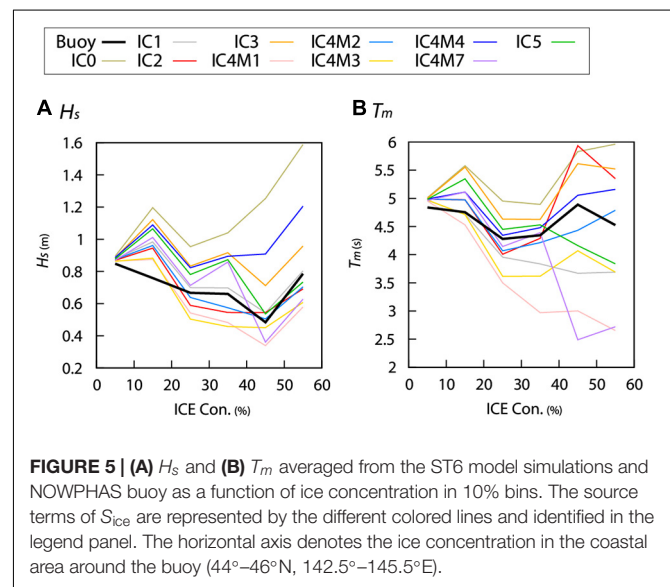 Buoy IC1 IC3 IC4M2 IC4M4 IC5
IC0 IC2 IC4M1 IC4M3 IC4M7
A Hs
B Tm
1.6
1.4
1.2
1
0.8
0.6
0.4
0.2
Hs (m)
0 10 20 30 40 50 60
ICE Con. (%)
6
5.5
5
4.5
4
3.5
3
2.5
2
Tm (s)
0 10 20 30 40 50 60
ICE Con. (%)
FIGURE 5 | (A) Hs and (B) Tm averaged from the ST6 model simulations and
NOWPHAS buoy as a function of ice concentration in 10% bins. The source
terms of Sice are represented by the different colored lines and identified in the
legend panel. The horizontal axis denotes the ice concentration in the coastal
area around the buoy (44°–46°N, 142.5°–145.5°E).